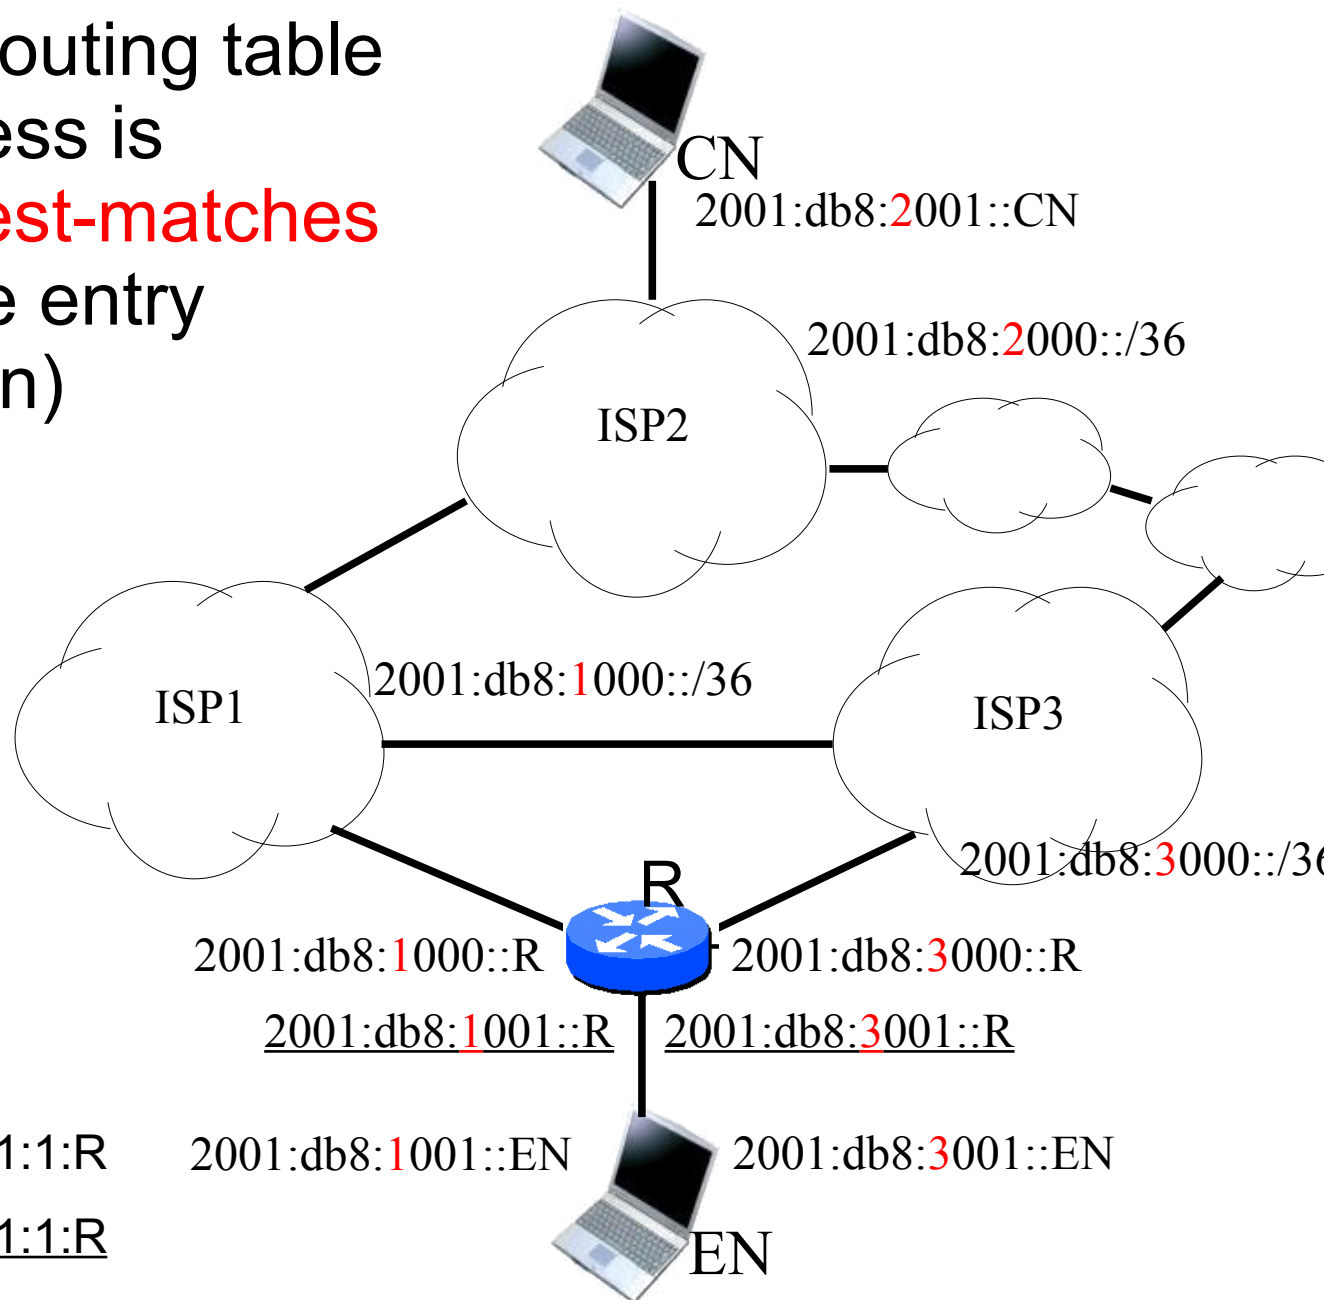 outing table
ess is
est-matches
e entry
n)
CN
2001:db8:2001::CN
2001:db8:2000::/36
ISP2
2001:db8:1000::/36
ISP1
ISP3
2001:db8:3000::/36
R
2001:db8:1000::R 2001:db8:3000::R
2001:db8:1001::R 2001:db8:3001::R
1:1:R 2001:db8:1001::EN 2001:db8:3001::EN
1:1:R
EN